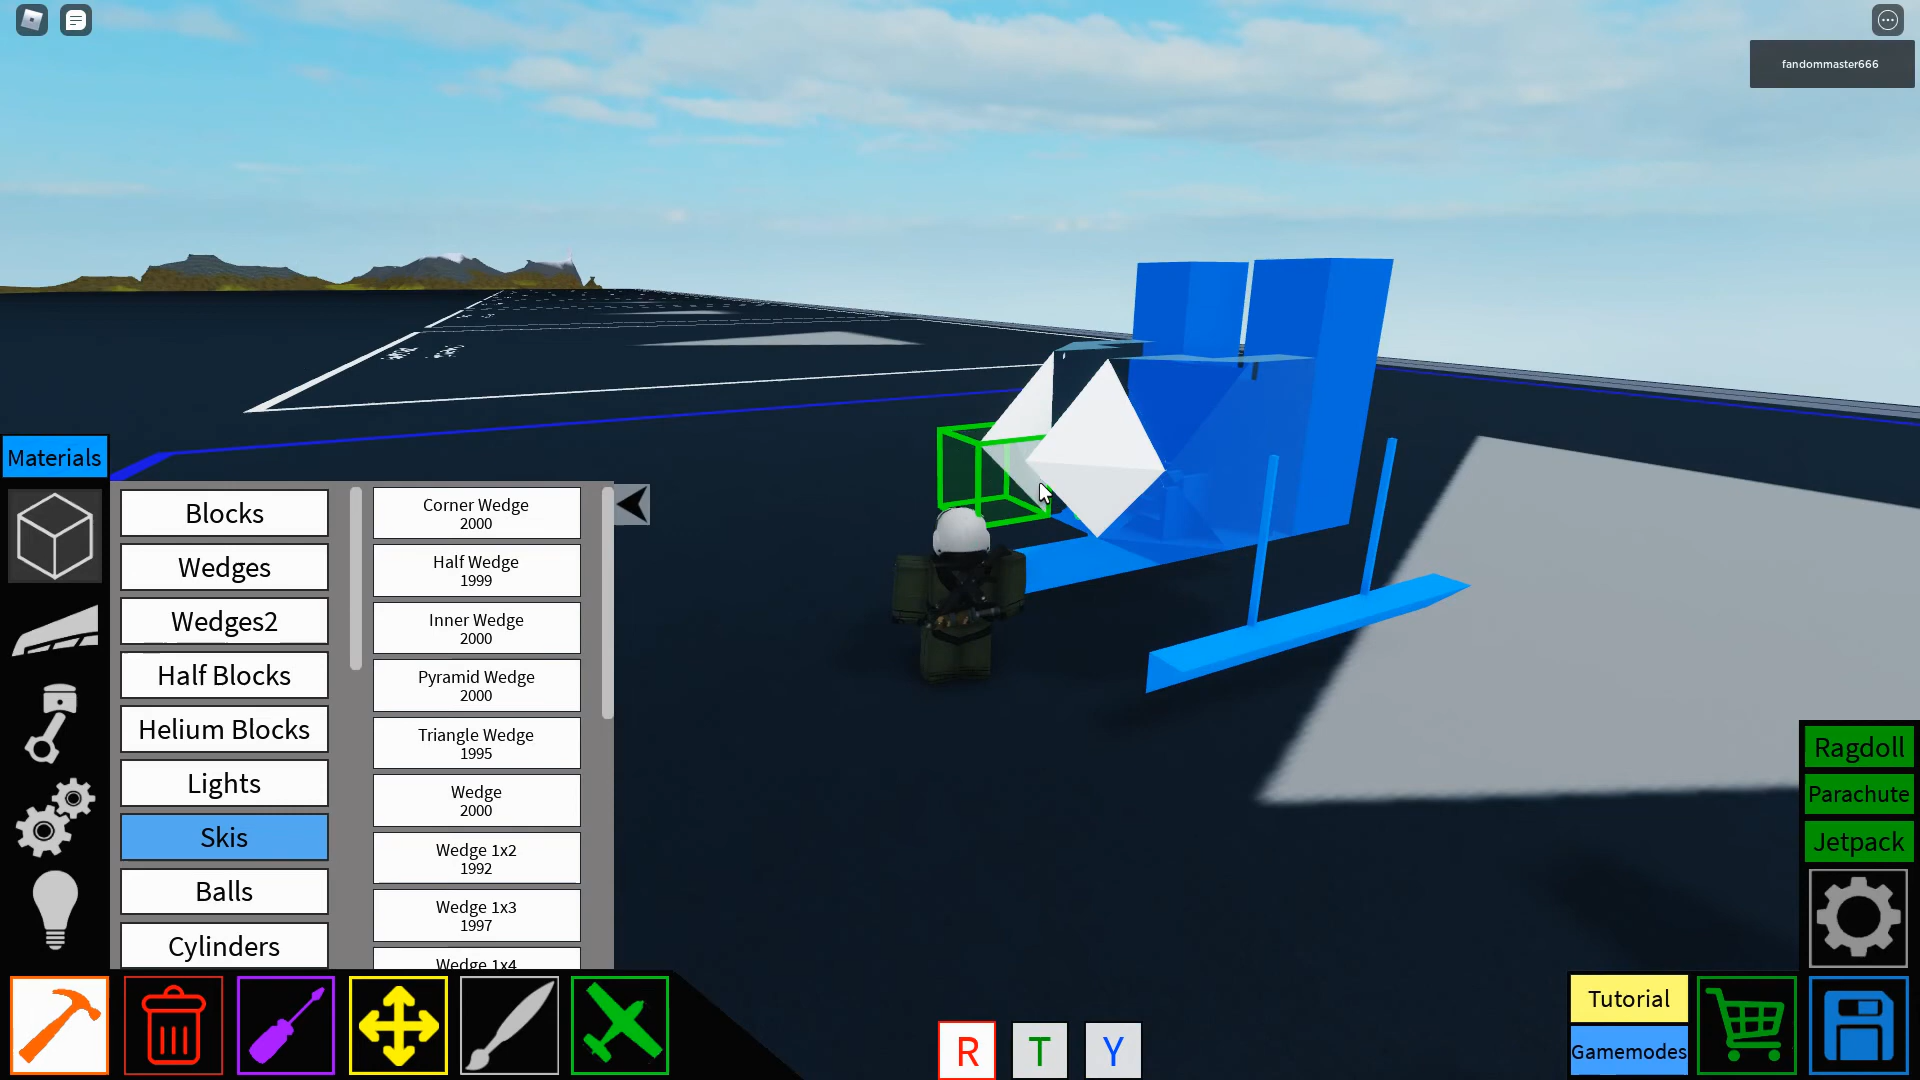 fandommaster666
Materials
Blocks
Wedges
Wedges2
Half Blocks
Helium Blocks
Lights
Skis
Balls
Cylinders
Corner Wedge
2000
Half Wedge
1999
Inner Wedge
2000
Pyramid Wedge
2000
Triangle Wedge
1995
Wedge
2000
Wedge 1x2
1992
Wedge 1x3
1997
Wedge 1x4
Ragdoll
Parachute
Jetpack
Tutorial
Gamemodes
R
T
Y